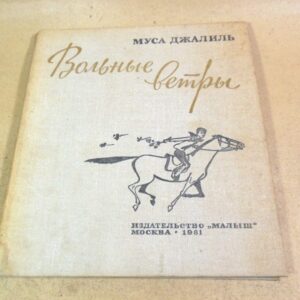 МУСА ДЖАЛИЛЬ
Вольные
ветры
ИЗДАТЕЛЬСТВО „МАЛЫШ"
МОСКВА • 1981